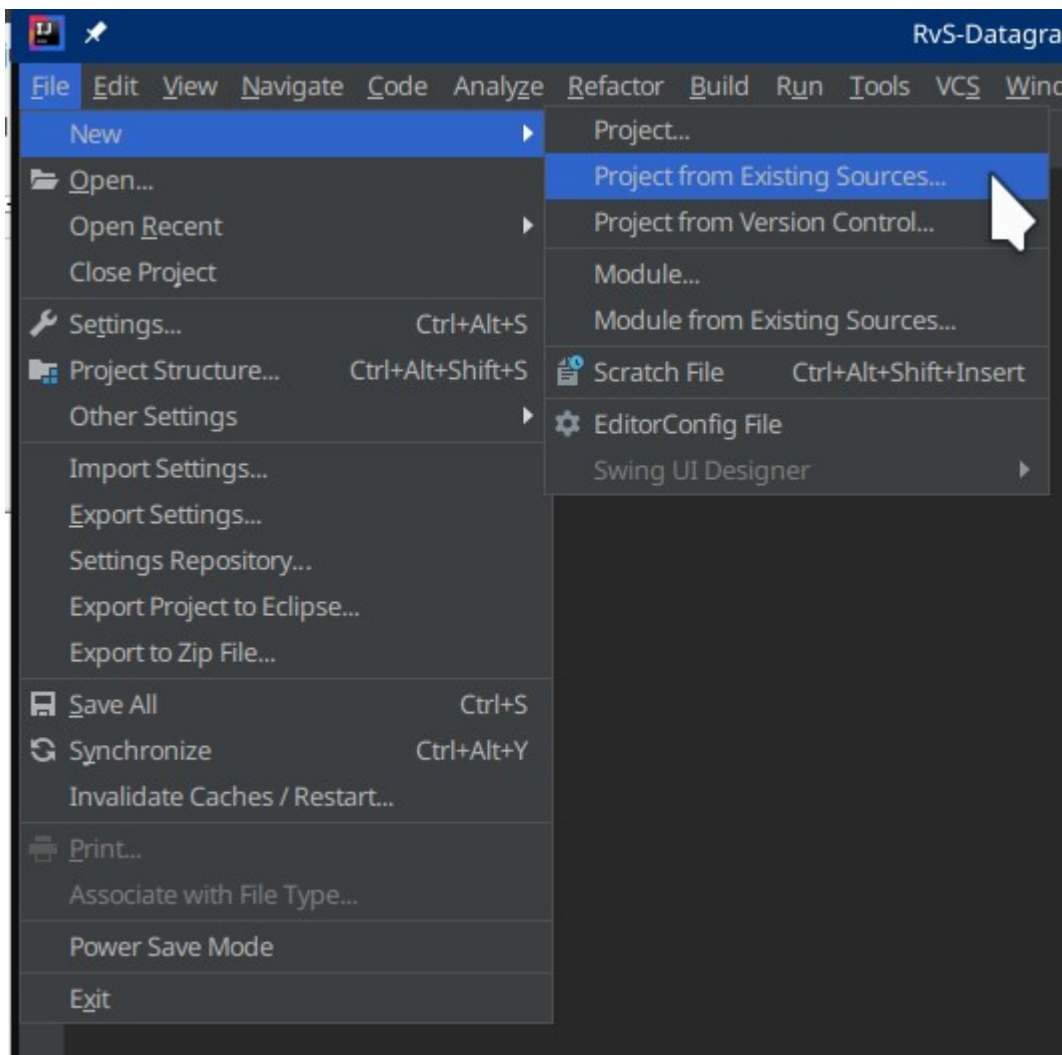 RvS-Datagra
File Edit View Navigate Code Analyze Refactor Build Run Tools VCS Wind
New
Open...
Open Recent
Close Project
Settings... Ctrl+Alt+S
Project Structure... Ctrl+Alt+Shift+S
Other Settings
Import Settings...
Export Settings...
Settings Repository...
Export Project to Eclipse...
Export to Zip File...
Save All Ctrl+S
Synchronize Ctrl+Alt+Y
Invalidate Caches / Restart...
Print...
Associate with File Type...
Power Save Mode
Exit
Project...
Project from Existing Sources...
Project from Version Control...
Module...
Module from Existing Sources...
Scratch File Ctrl+Alt+Shift+Insert
EditorConfig File
Swing UI Designer